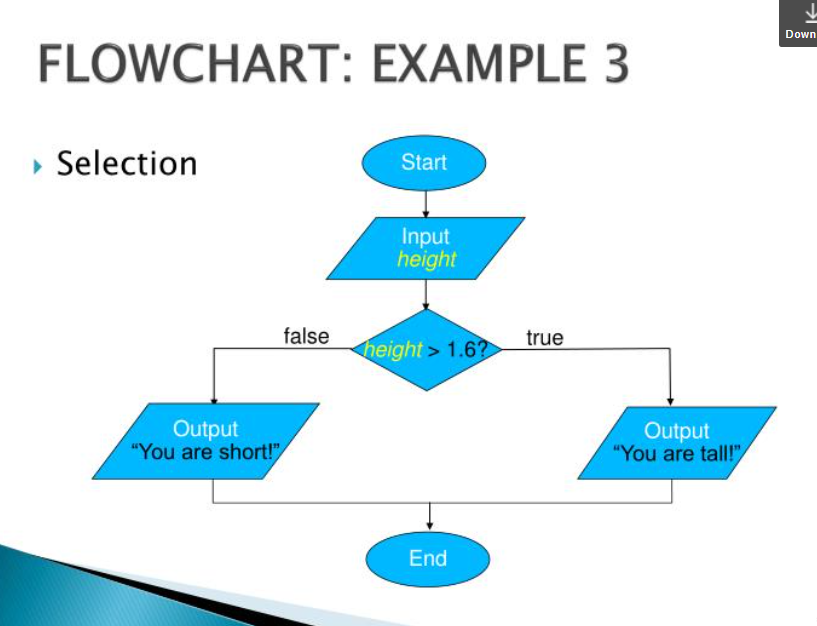 Down
FLOWCHART: EXAMPLE 3
Selection
Start
Input
height
false
height > 1.6?
true
Output
"You are short!"
Output
"You are tall!"
End